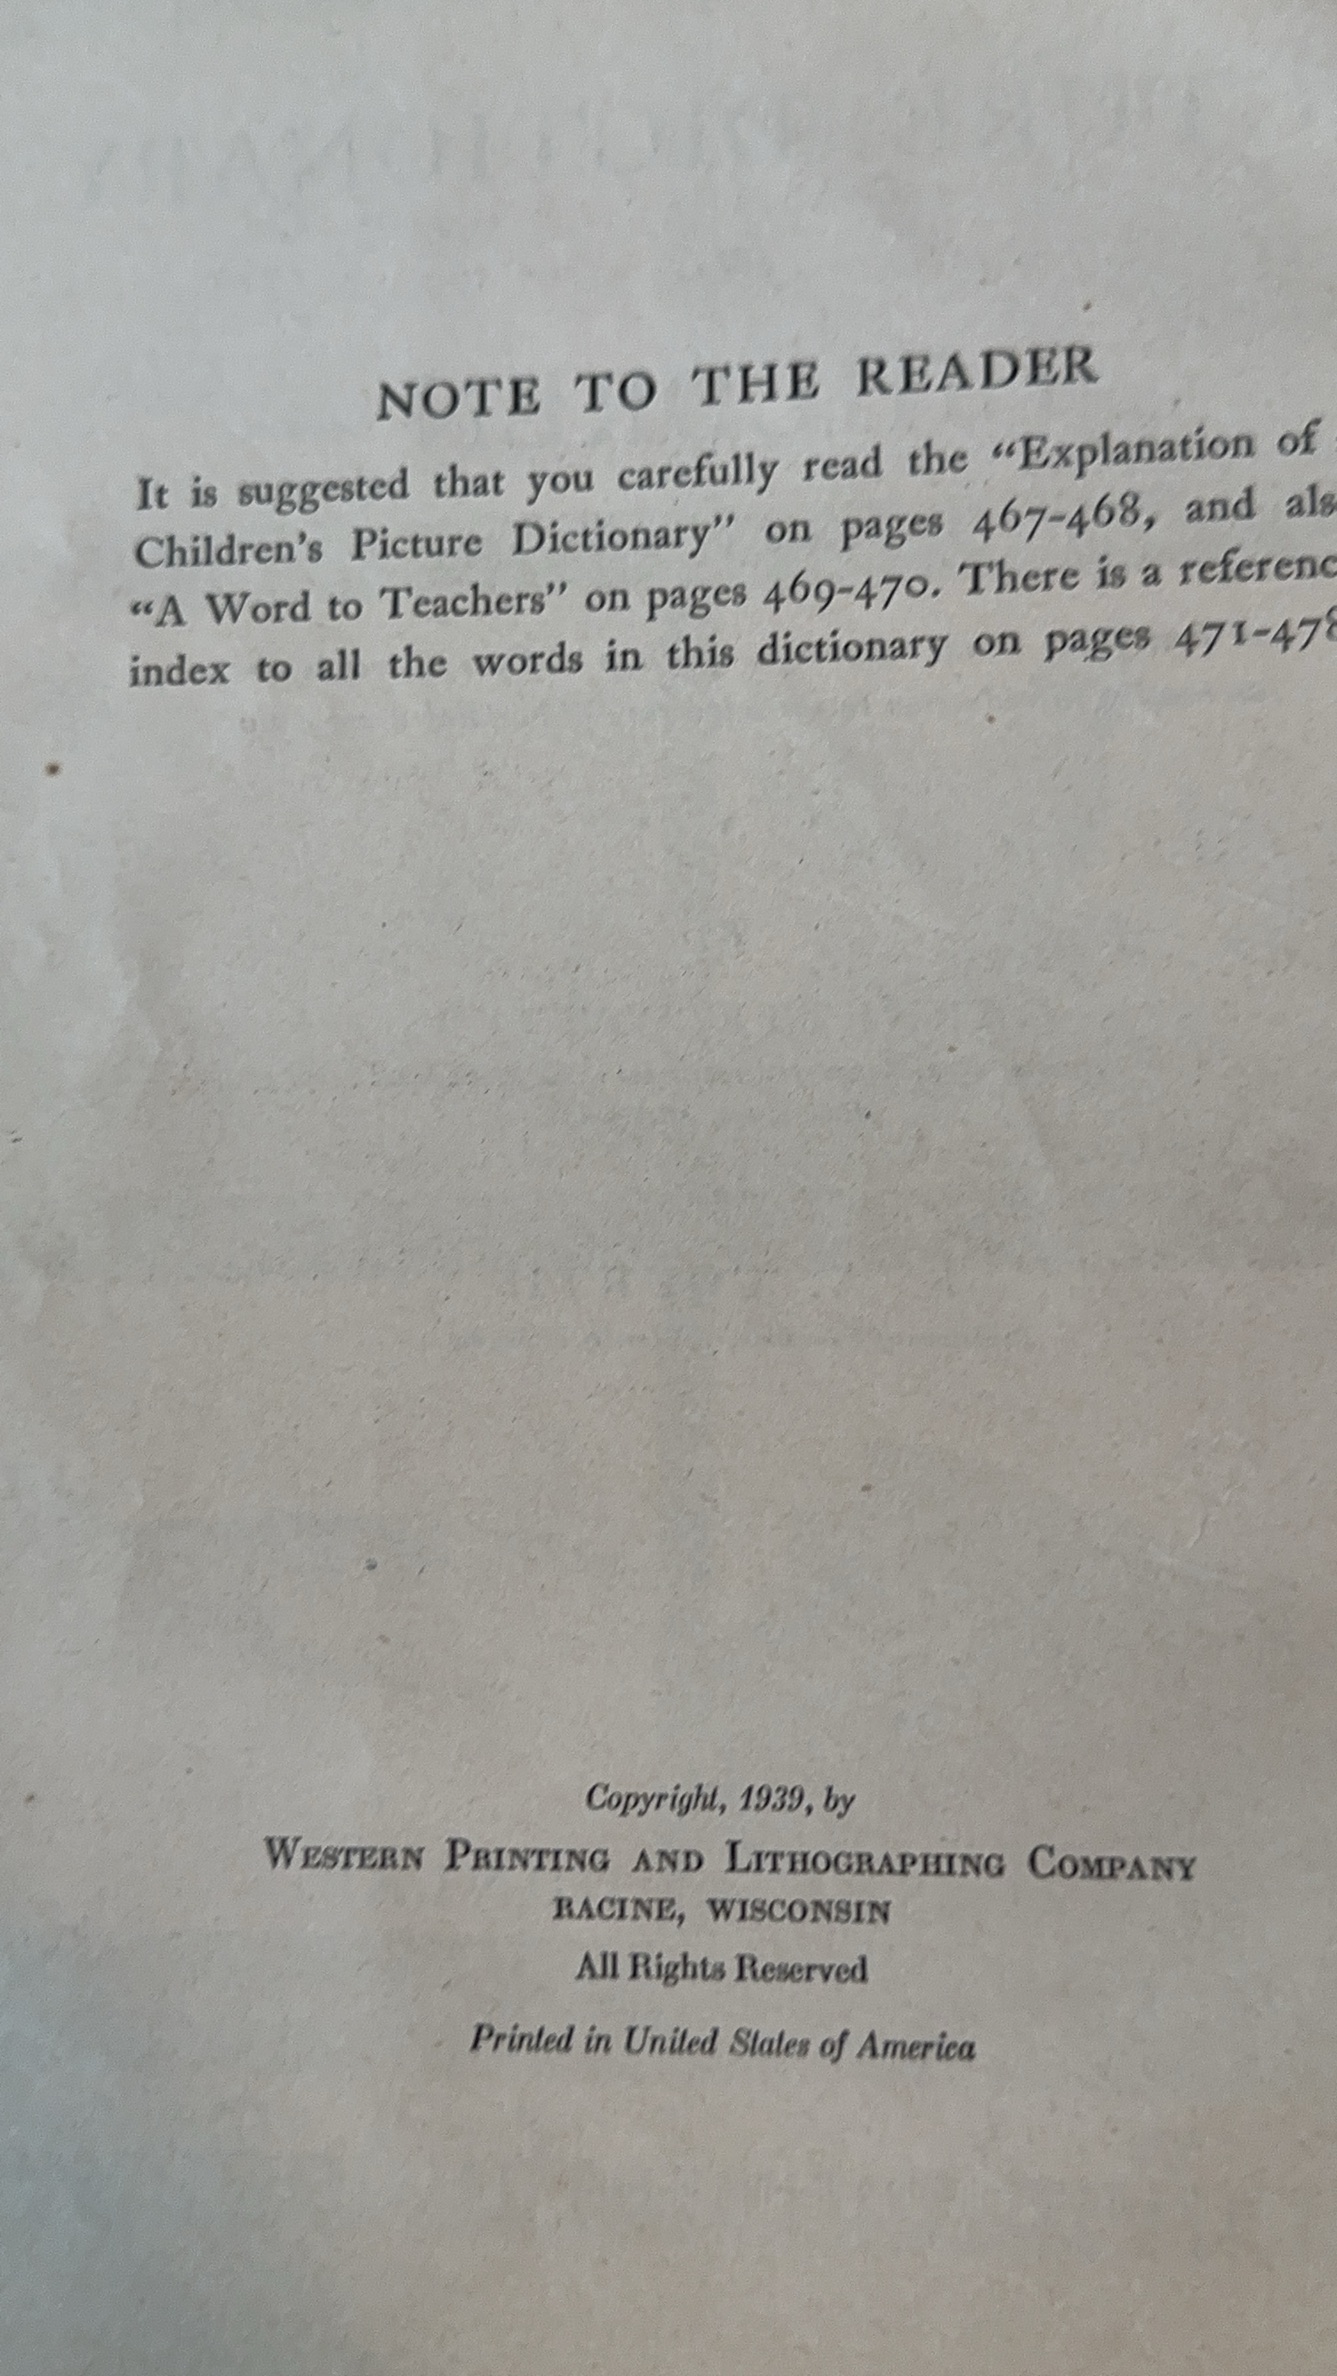 NOTE TO THE READER
It is suggested that you carefully read the “Explanation of
Children’s Picture Dictionary” on pages 467-468, and als
“A Word to Teachers” on pages 469-470. There is a referenc
index to all the words in this dictionary on pages 471-478
Copyright, 1939, by
WESTERN PRINTING AND LITHOGRAPHING COMPANY
RACINE, WISCONSIN
All Rights Reserved
Printed in United States of America